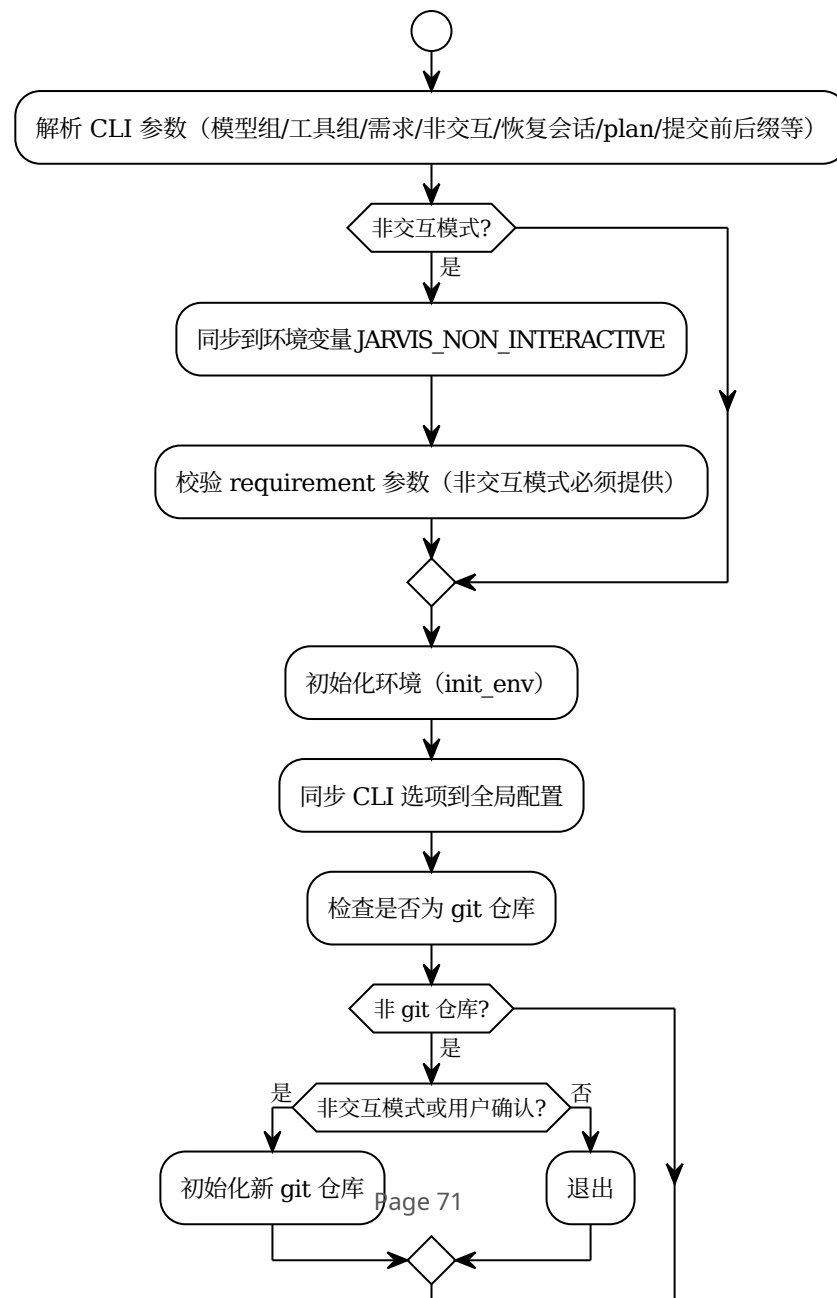 解析 CLI 参数（模型组/工具组/需求/非交互/恢复会话/plan/提交前后缀等）
非交互模式?
是
同步到环境变量 JARVIS_NON_INTERACTIVE
校验 requirement 参数（非交互模式必须提供）
初始化环境（init_env）
同步 CLI 选项到全局配置
检查是否为 git 仓库
非 git 仓库?
是
是
非交互模式或用户确认?
否
初始化新 git 仓库
退出
Page 71